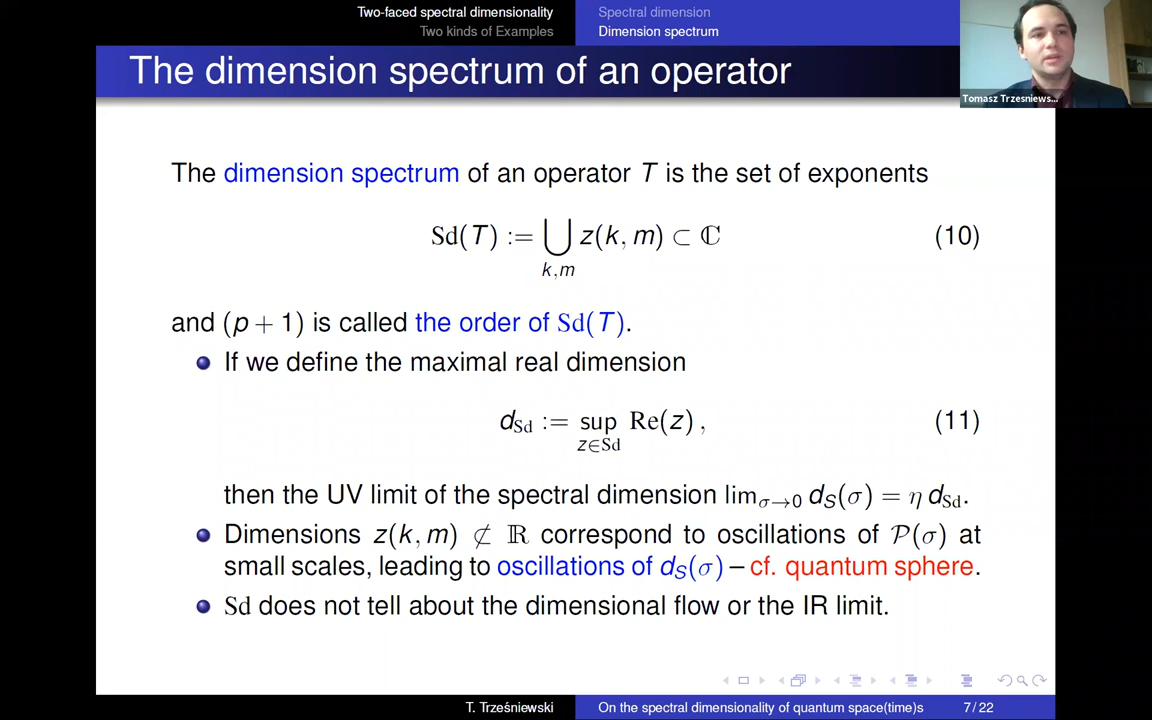 Two-faced spectral dimensionality
Two kinds of Examples
Spectral dimension
Dimension spectrum
The dimension spectrum of an operator
Tomasz Trzesniews...
The dimension spectrum of an operator T is the set of exponents
Sd(T) := ⋃ z(k, m) ⊂ ℂ (10)
k,m
and (p + 1) is called the order of Sd(T).
If we define the maximal real dimension
d_Sd := sup Re(z) , (11)
z∈Sd
then the UV limit of the spectral dimension lim_σ→0 d_S(σ) = η d_Sd.
Dimensions z(k, m) ⊄ ℝ correspond to oscillations of 𝒫(σ) at
small scales, leading to oscillations of d_S(σ) – cf. quantum sphere.
Sd does not tell about the dimensional flow or the IR limit.
T. Trześniewski
On the spectral dimensionality of quantum space(time)s
7/22